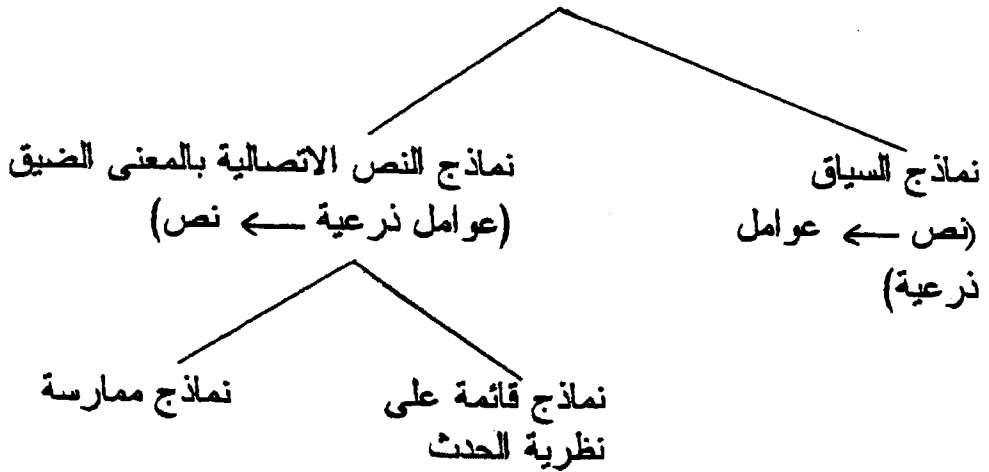 نماذج السياق
(نص ← عوامل
ذرعية)
نماذج النص الاتصالية بالمعنى الضيق
(عوامل ذرعية ← نص)
نماذج قائمة على
نظرية الحدث
نماذج ممارسة